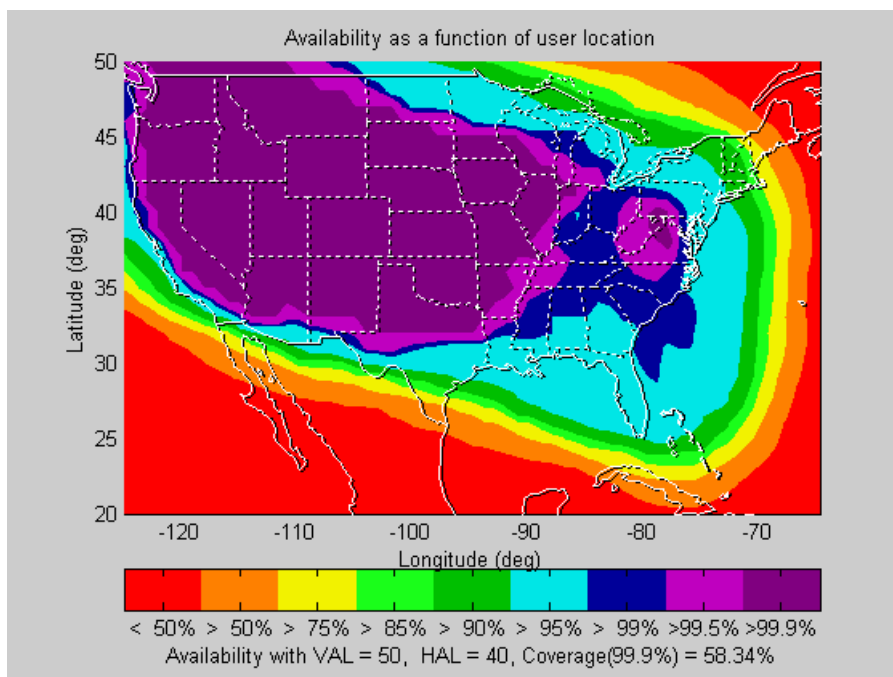 Availability as a function of user location
50
45
40
35
30
25
20
Latitude (deg)
-120 -110 -100 -90 -80 -70
Longitude (deg)
< 50% > 50% > 75% > 85% > 90% > 95% > 99% >99.5% >99.9%
Availability with VAL = 50, HAL = 40, Coverage(99.9%) = 58.34%